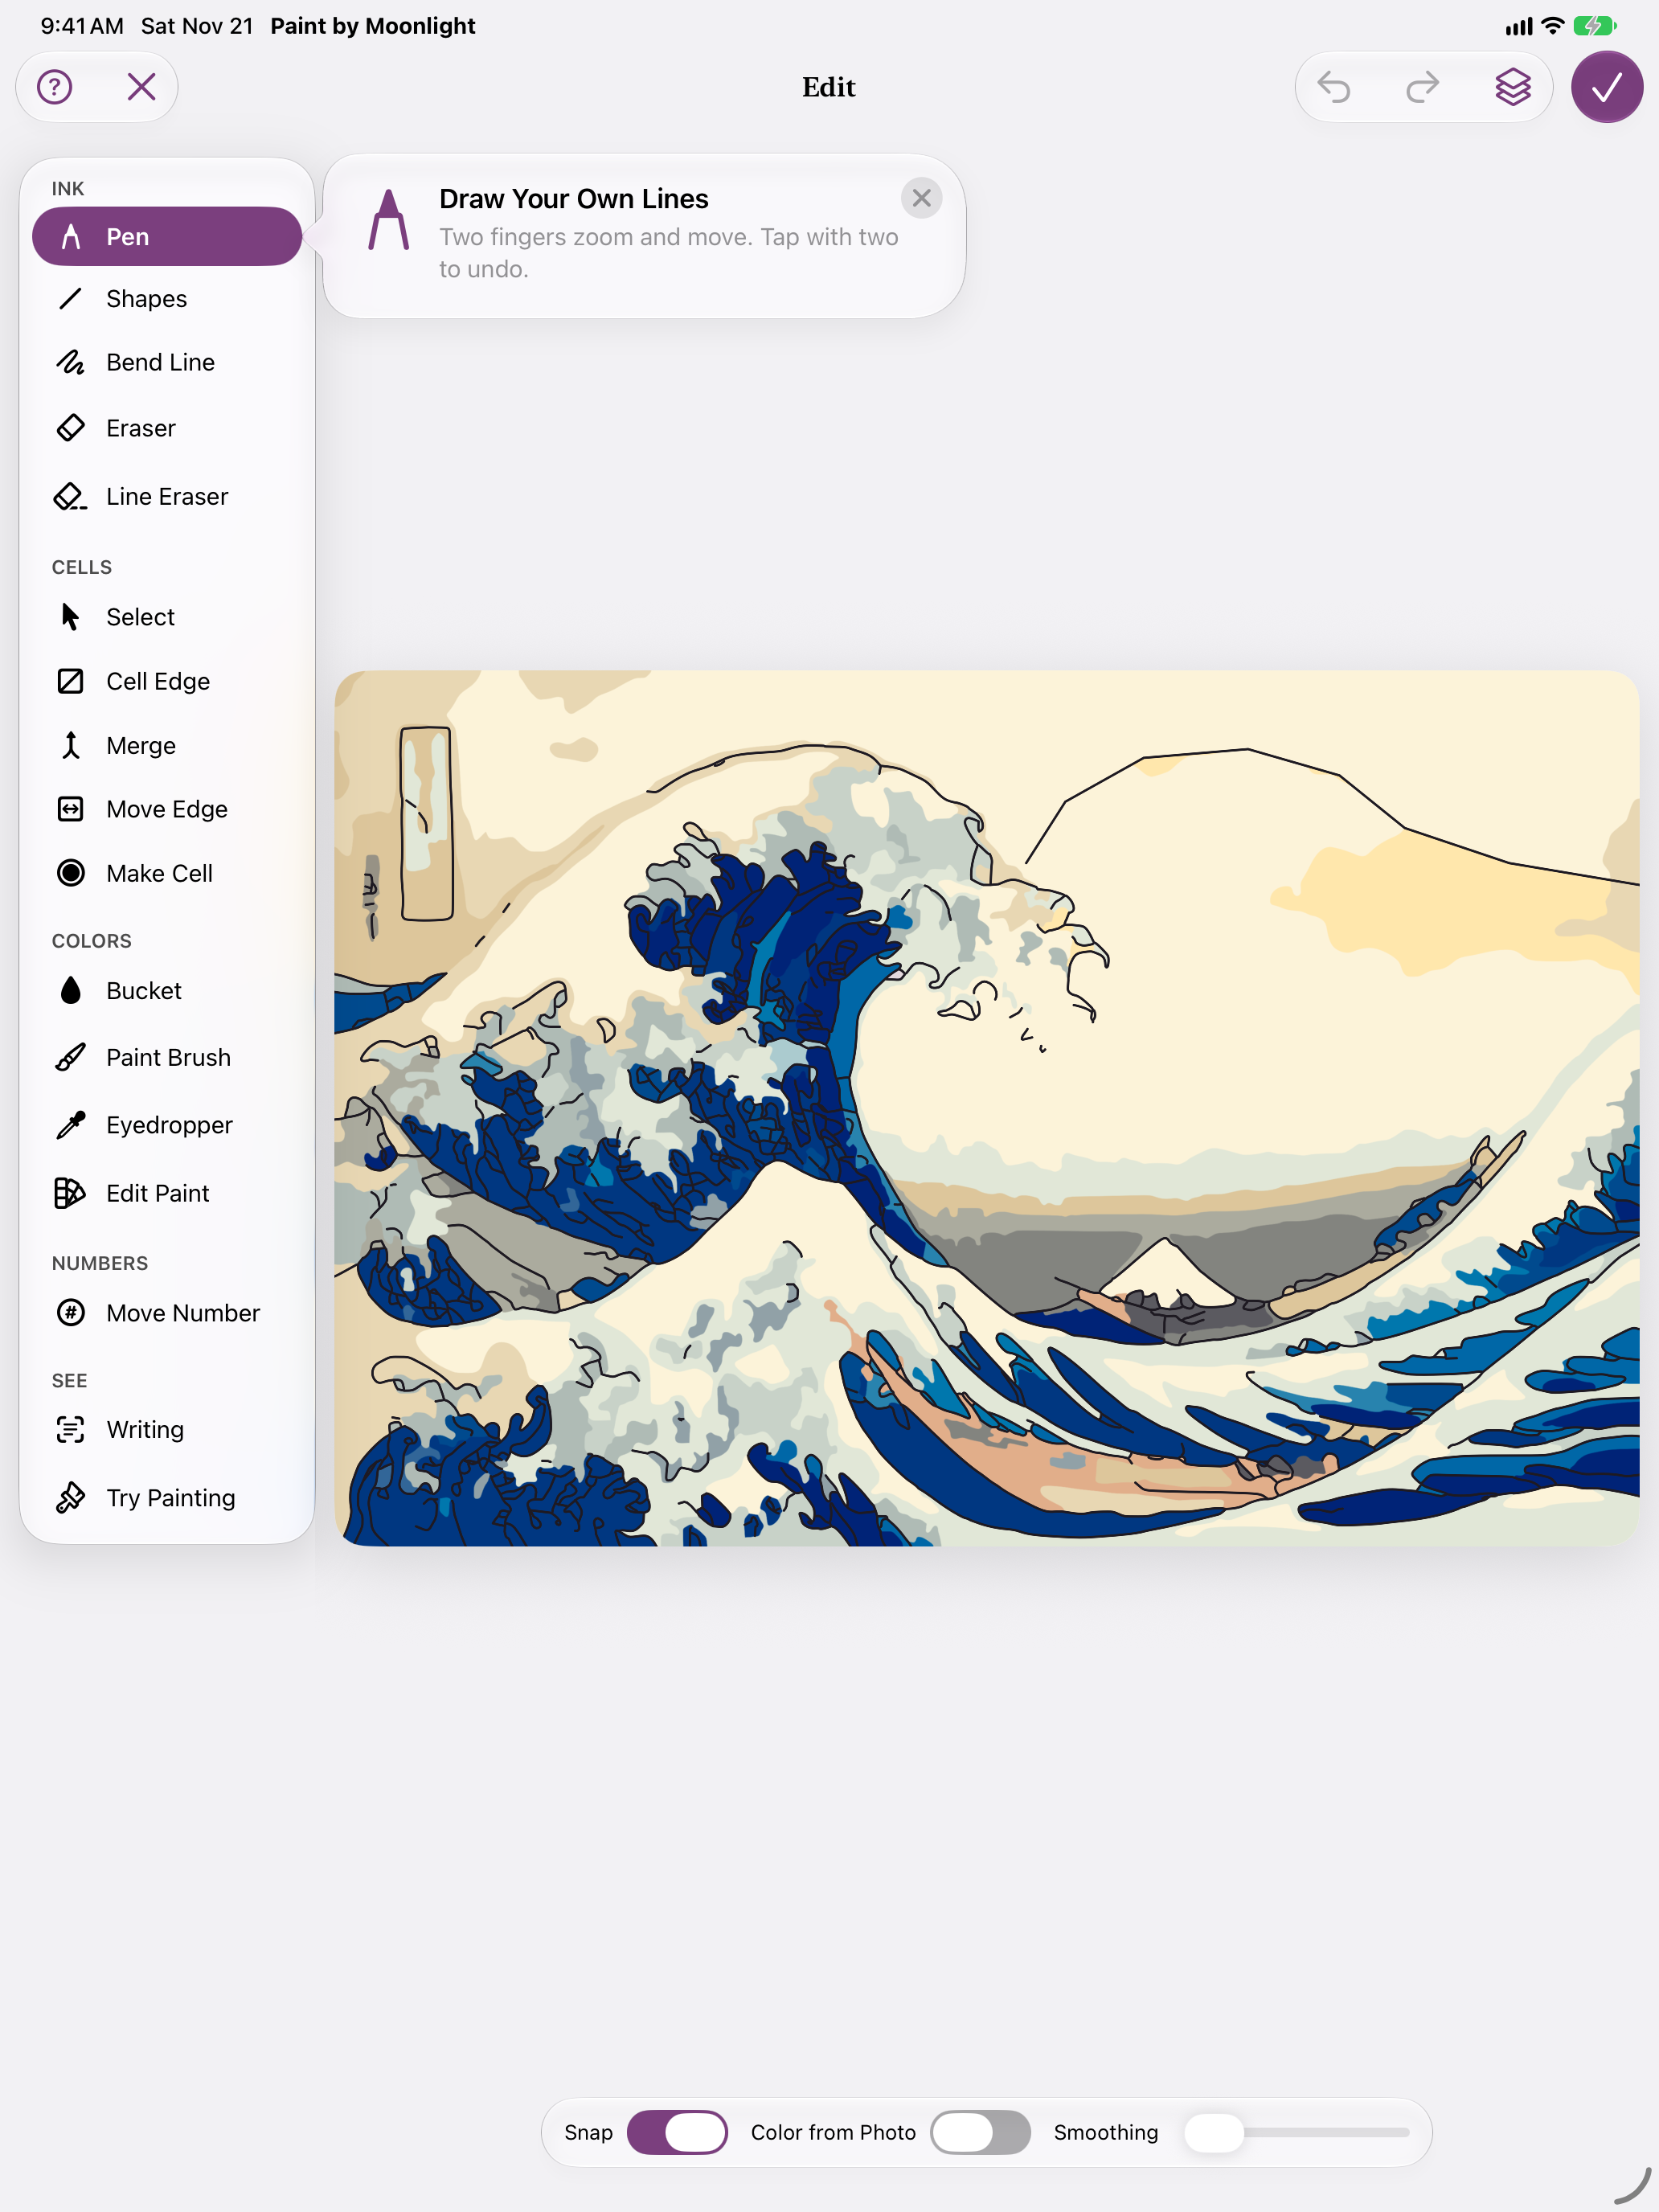 9:41 AM Sat Nov 21 Paint by Moonlight
Edit
INK
Pen
Shapes
Bend Line
Eraser
Line Eraser
CELLS
Select
Cell Edge
Merge
Move Edge
Make Cell
COLORS
Bucket
Paint Brush
Eyedropper
Edit Paint
NUMBERS
Move Number
SEE
Writing
Try Painting
Draw Your Own Lines
Two fingers zoom and move. Tap with two
to undo.
Snap Color from Photo Smoothing